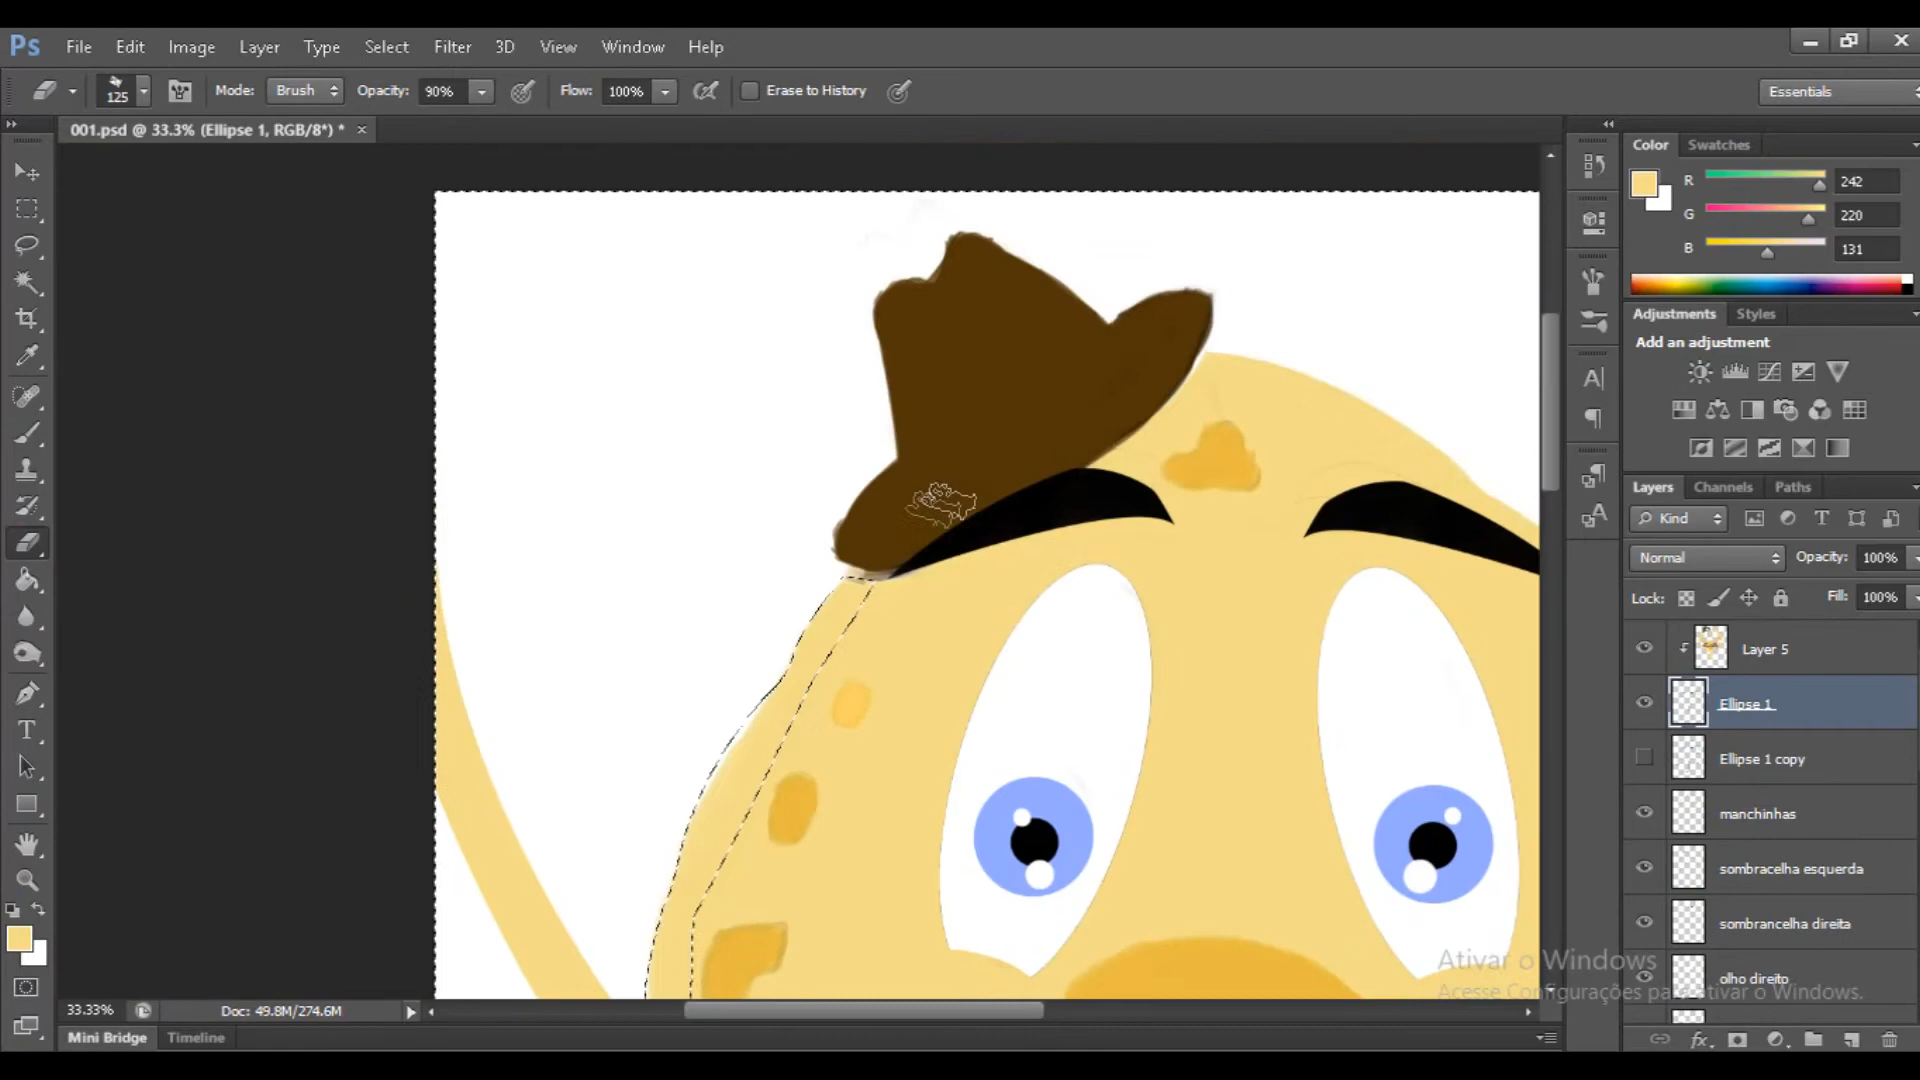 Ps File Edit Image Layer Type Select Filter 3D View Window Help
125 Mode: Brush Opacity: 90% Flow: 100% Erase to History Essentials
001.psd @ 33.3% (Ellipse 1, RGB/8*) * ×
Color Swatches
R 242
G 220
B 131
Adjustments Styles
Add an adjustment
Layers Channels Paths
Kind
Normal Opacity: 100%
Lock: Fill: 100%
Layer 5
Ellipse 1
Ellipse 1 copy
manchinhas
sombracelha esquerda
sombrancelha direita
olho direito
Ativar o Windows
Acesse Configurações para ativar o Windows.
33.33% Doc: 49.8M/274.6M
Mini Bridge Timeline